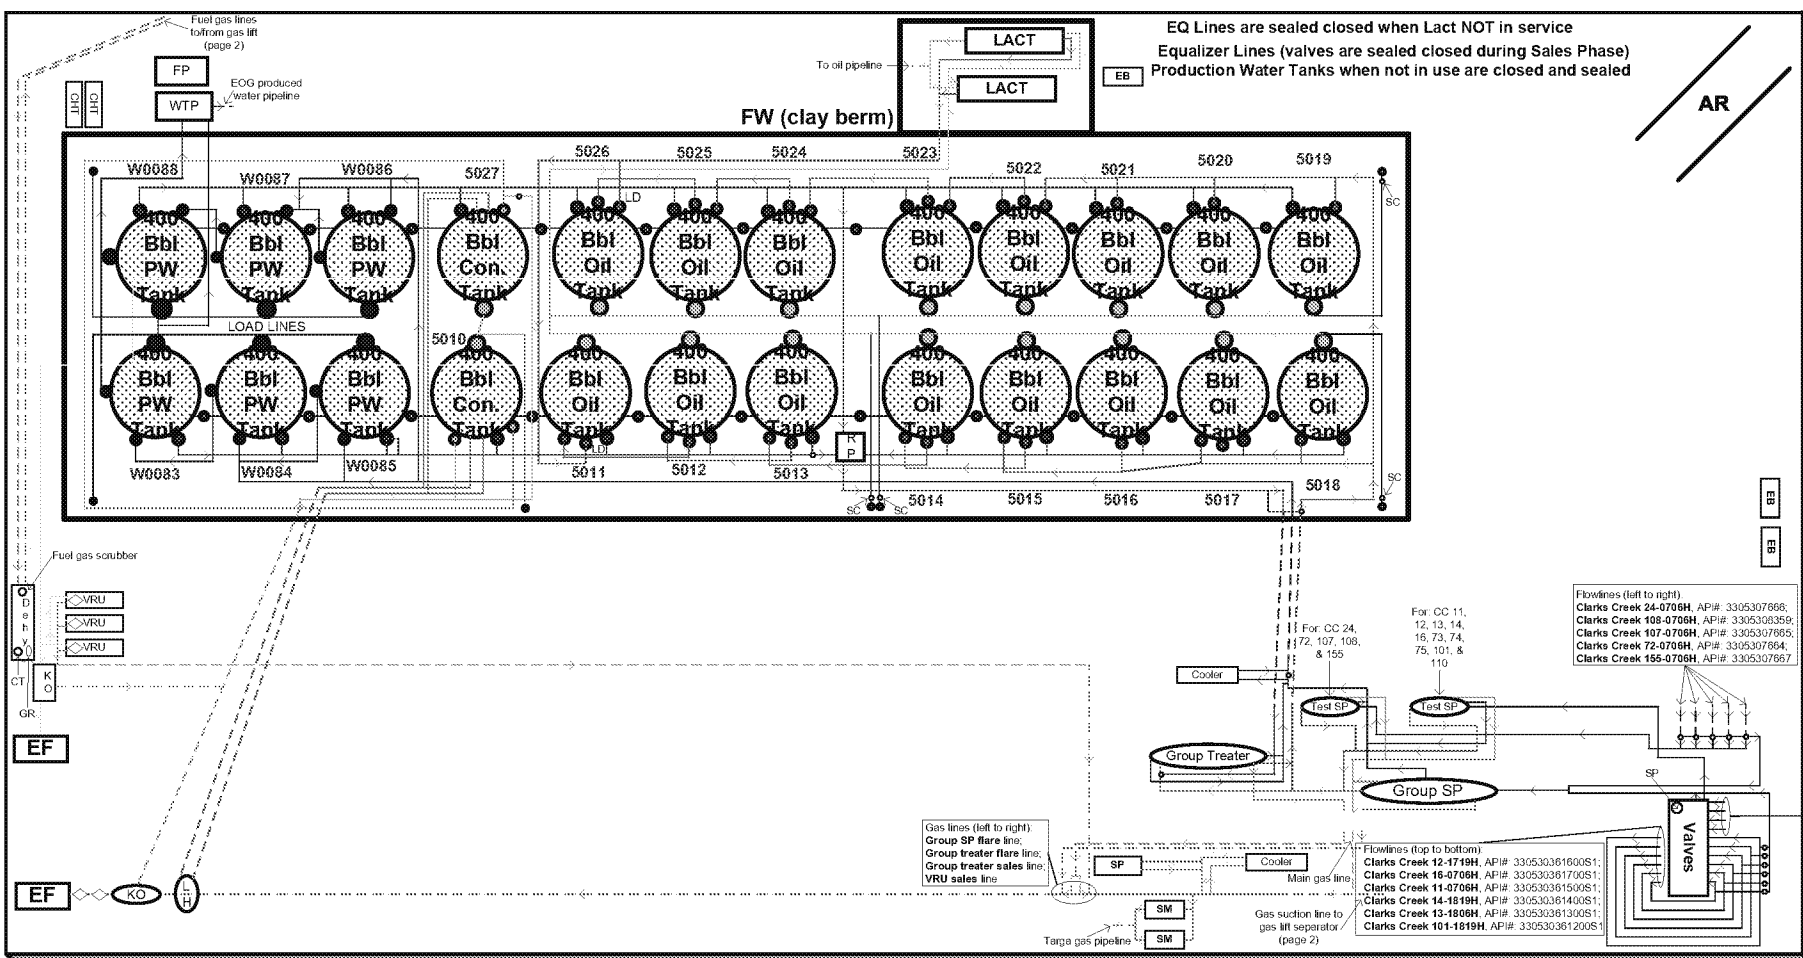 Fuel gas lines
to/from gas lift
(page 2)
EQ Lines are sealed closed when Lact NOT in service
Equalizer Lines (valves are sealed closed during Sales Phase)
EB
Production Water Tanks when not in use are closed and sealed
AR
LACT
LACT
To oil pipeline
FP
WTP
EOG produced
water pipeline
CHT
CHT
FW (clay berm)
W0088
W0087
W0086
5027
5026
5025
5024
5023
5022
5021
5020
5019
LD
SC
400
Bbl
PW
Tank
400
Bbl
PW
Tank
400
Bbl
PW
Tank
400
Bbl
Con.
Tank
400
Bbl
Oil
Tank
400
Bbl
Oil
Tank
400
Bbl
Oil
Tank
400
Bbl
Oil
Tank
400
Bbl
Oil
Tank
400
Bbl
Oil
Tank
400
Bbl
Oil
Tank
400
Bbl
Oil
Tank
LOAD LINES
5010
400
Bbl
PW
Tank
400
Bbl
PW
Tank
400
Bbl
PW
Tank
400
Bbl
Con.
Tank
400
Bbl
Oil
Tank
400
Bbl
Oil
Tank
400
Bbl
Oil
Tank
400
Bbl
Oil
Tank
400
Bbl
Oil
Tank
400
Bbl
Oil
Tank
400
Bbl
Oil
Tank
400
Bbl
Oil
Tank
R
P
LD
W0083
W0084
W0085
5011
5012
5013
5014
5015
5016
5017
5018
SC
SC
SC
EB
EB
Fuel gas scrubber
Dehy
VRU
VRU
VRU
CT
KO
GR
EF
EF
KO
LH
For: CC 24,
72, 107, 108,
& 155
For: CC 11,
12, 13, 14,
16, 73, 74,
75, 101, &
110
Flowlines (left to right):
Clarks Creek 24-0706H, API#: 3305307666;
Clarks Creek 108-0706H, API#: 3305308359;
Clarks Creek 107-0706H, API#: 3305307665;
Clarks Creek 72-0706H, API#: 3305307664;
Clarks Creek 155-0706H, API#: 3305307667
Cooler
Test SP
Test SP
Group Treater
Group SP
SP
Valves
Gas lines (left to right):
Group SP flare line;
Group treater flare line;
Group treater sales line;
VRU sales line
SP
Cooler
Main gas line
SM
SM
Targa gas pipeline
Gas suction line to
gas lift seperator
(page 2)
Flowlines (top to bottom):
Clarks Creek 12-1719H, API#: 330530361600S1;
Clarks Creek 16-0706H, API#: 330530361700S1;
Clarks Creek 11-0706H, API#: 330530361500S1;
Clarks Creek 14-1819H, API#: 330530361400S1;
Clarks Creek 13-1806H, API#: 330530361300S1;
Clarks Creek 101-1819H, API#: 330530361200S1